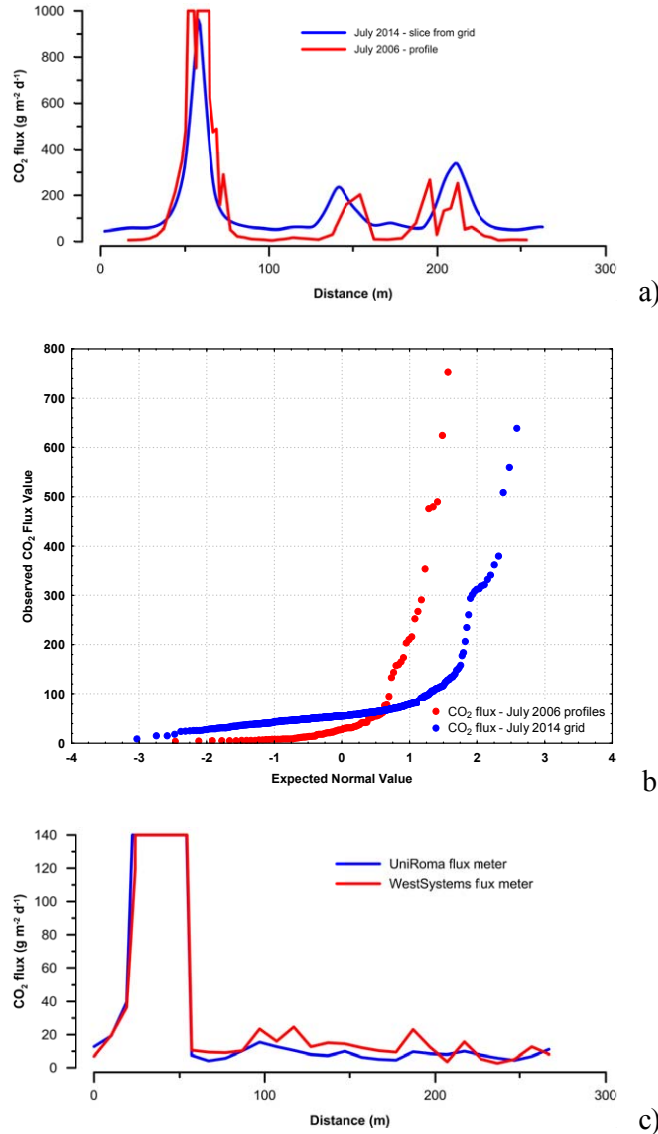 1000
800
600
400
200
0
CO2 flux (g m-2 d-1)
July 2014 - slice from grid
July 2006 - profile
0 100 200 300
Distance (m)
a)
800
700
600
500
400
300
200
100
0
Observed CO2 Flux Value
CO2 flux - July 2006 profiles
CO2 flux - July 2014 grid
-4 -3 -2 -1 0 1 2 3 4
Expected Normal Value
b
140
120
100
80
60
40
20
0
CO2 flux (g m-2 d-1)
UniRoma flux meter
WestSystems fux meter
0 100 200 300
Distance (m)
c)